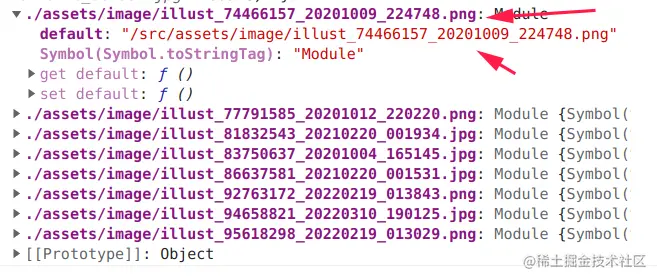 ▼./assets/image/illust_74466157_20201009_224748.png: Module
default: "/src/assets/image/illust_74466157_20201009_224748.png"
Symbol(Symbol.toStringTag): "Module"
▶ get default: ƒ ()
▶ set default: ƒ ()
▶ ./assets/image/illust_77791585_20201012_220220.png: Module {Symbol(
▶ ./assets/image/illust_81832543_20210220_001934.jpg: Module {Symbol(
▶ ./assets/image/illust_83750637_20201004_165145.jpg: Module {Symbol(
▶ ./assets/image/illust_86637581_20210220_001531.png: Module {Symbol(
▶ ./assets/image/illust_92763172_20220219_013843.png: Module {Symbol(
▶ ./assets/image/illust_94658821_20220310_190125.jpg: Module {Symbol(
▶ ./assets/image/illust_95618298_20220219_013029.png: Module {Symbol(
▶ [[Prototype]]: Object
@稀土掘金技术社区